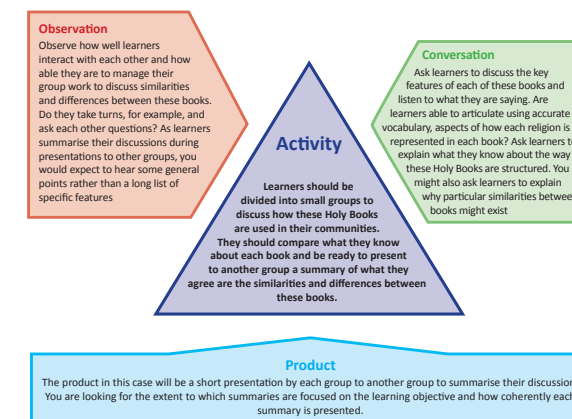 Observation
Observe how well learners
interact with each other and how
able they are to manage their
group work to discuss similarities
and differences between these books.
Do they take turns, for example, and
ask each other questions? As learners
summarise their discussions during
presentations to other groups, you
would expect to hear some general
points rather than a long list of
specific features
Activity
Learners should be
divided into small groups to
discuss how these Holy Books
are used in their communities.
They should compare what they know
about each book and be ready to present
to another group a summary of what they
agree are the similarities and differences between
these books.
Conversation
Ask learners to discuss the key
features of each of these books and
listen to what they are saying. Are
learners able to articulate using accurate
vocabulary, aspects of how each religion is
represented in each book? Ask learners
explain what they know about the way
these Holy Books are structured. You
might also ask learners to explain
why particular similarities
books might exist
Product
The product in this case will be a short presentation by each group to another group to summarise their
You are looking for the extent to which summaries are focused on the learning objective and how coherently each
summary is presented.